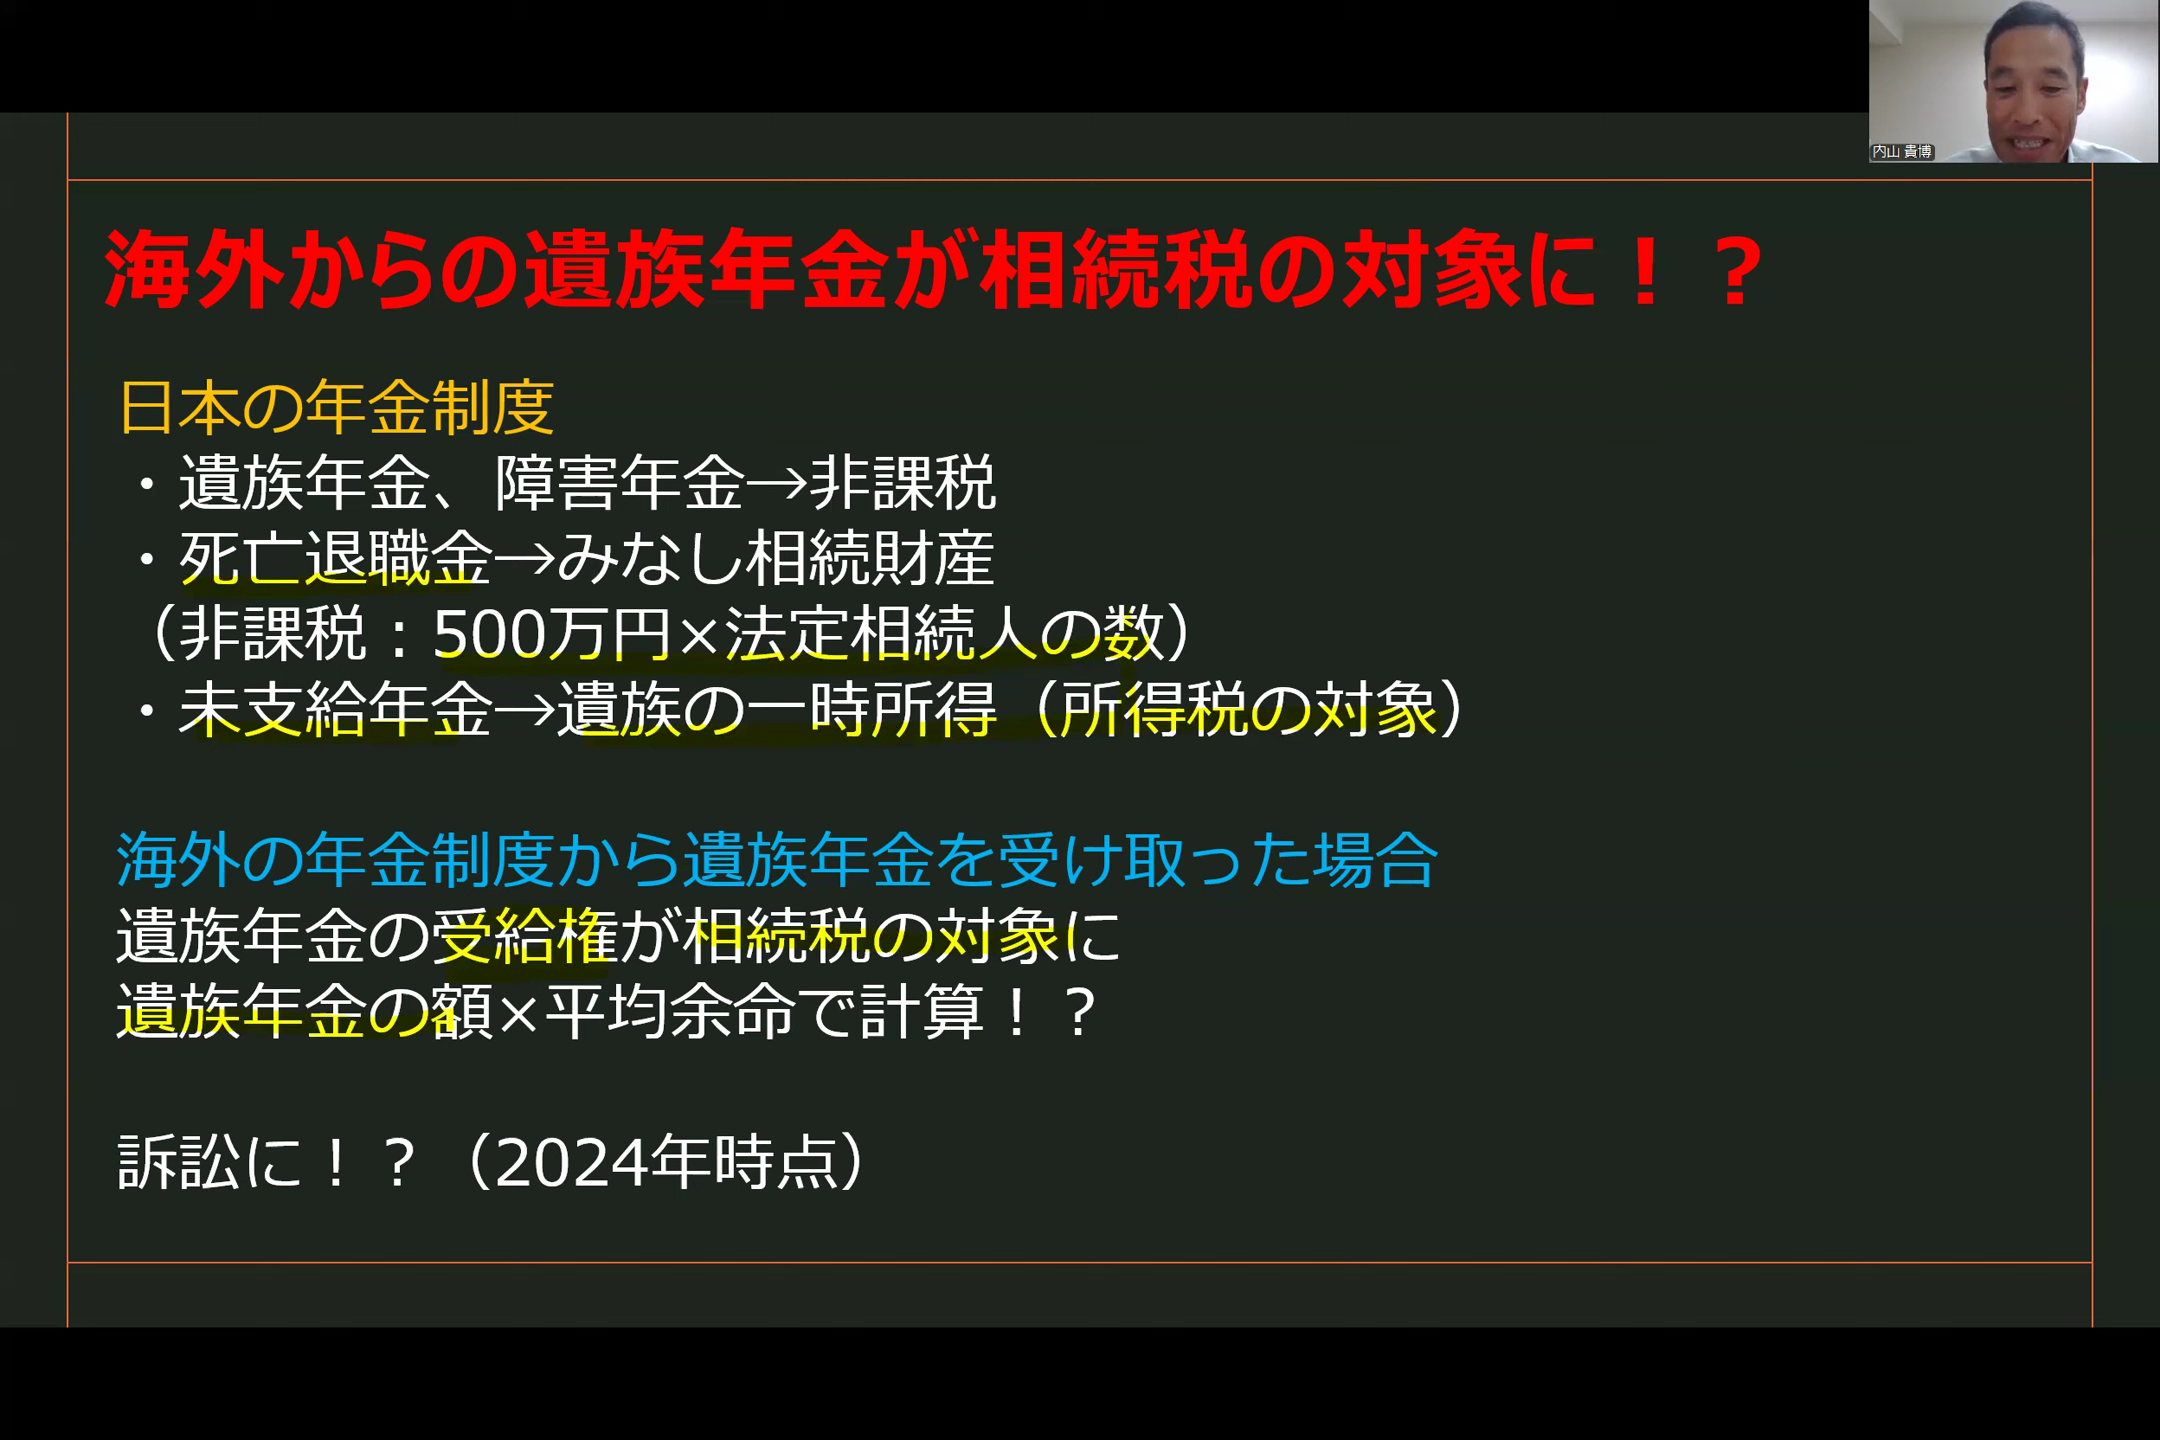 内山 貴博
海外からの遺族年金が相続税の対象に！？
日本の年金制度
・遺族年金、障害年金→非課税
・死亡退職金→みなし相続財産
（非課税：500万円×法定相続人の数）
・未支給年金→遺族の一時所得（所得税の対象）
海外の年金制度から遺族年金を受け取った場合
遺族年金の受給権が相続税の対象に
遺族年金の額×平均余命で計算！？
訴訟に！？（2024年時点）